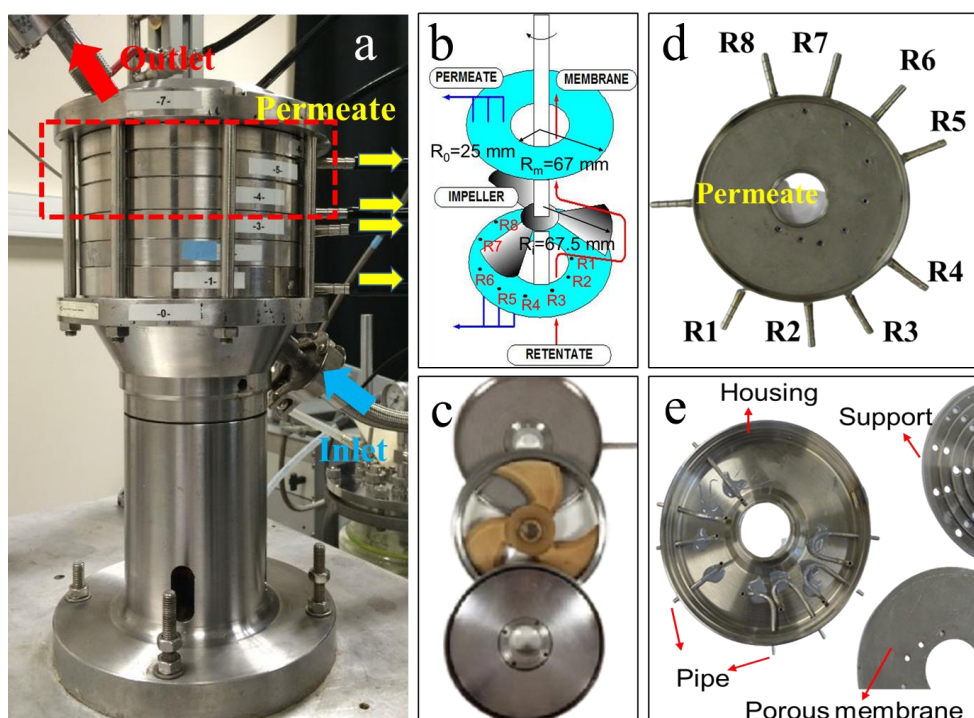 a
Outlet
-7-
Permeate
-5-
-4-
-3-
-1-
-0-
Inlet
b
PERMEATE
MEMBRANE
R0=25 mm
Rm=67 mm
IMPELLER
Ri=67.5 mm
R8
R7
R6
R5
R4
R3
R2
R1
RETENTATE
c
d
R8
R7
R6
R5
Permeate
R4
R1
R2
R3
e
Housing
Support
Pipe
Porous membrane